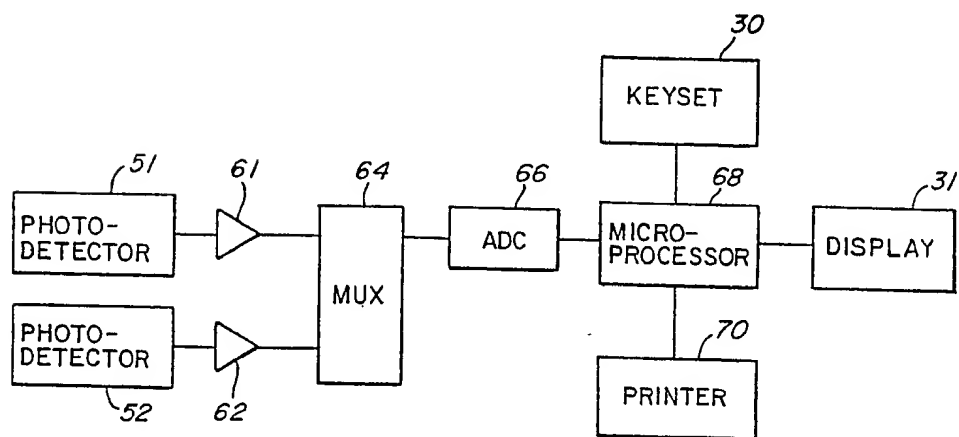 30
KEYSET
51
61
64
66
68
31
PHOTO-
DETECTOR
MUX
ADC
MICRO-
PROCESSOR
DISPLAY
PHOTO-
DETECTOR
52
62
70
PRINTER